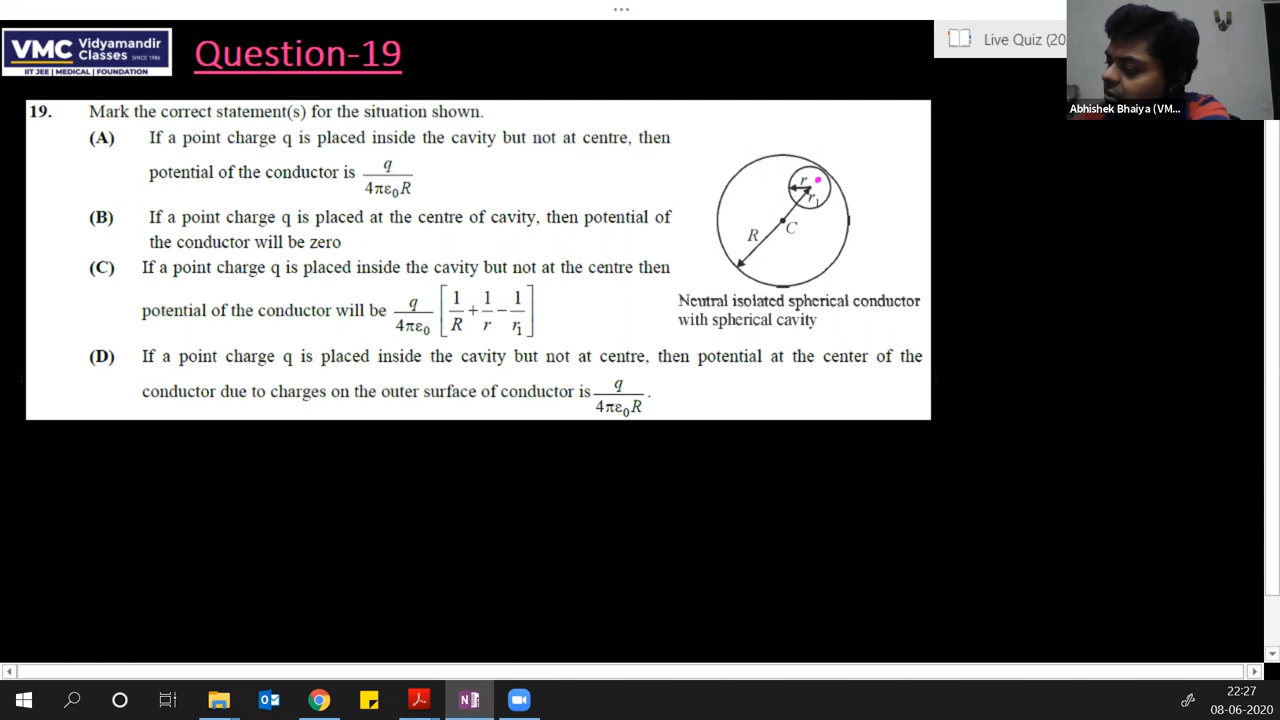 ...
VMC Vidyamandir Classes SINCE 1986
IIT JEE | MEDICAL | FOUNDATION
Question-19
Live Quiz (20
Abhishek Bhaiya (VM...
19. Mark the correct statement(s) for the situation shown.
(A) If a point charge q is placed inside the cavity but not at centre, then
potential of the conductor is q/4πε₀R
(B) If a point charge q is placed at the centre of cavity, then potential of
the conductor will be zero
(C) If a point charge q is placed inside the cavity but not at the centre then
potential of the conductor will be q/4πε₀ [1/R + 1/r − 1/r₁]
r
r₁
C
R
Neutral isolated spherical conductor
with spherical cavity
(D) If a point charge q is placed inside the cavity but not at centre, then potential at the center of the
conductor due to charges on the outer surface of conductor is q/4πε₀R .
22:27
08-06-2020